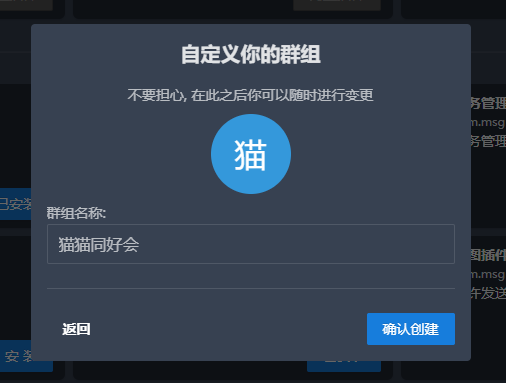 自定义你的群组
不要担心, 在此之后你可以随时进行变更
猫
群组名称:
猫猫同好会
返回
确认创建
务管理
m.msg
务管理
已安装
图插件
m.msg
许发送
安 装